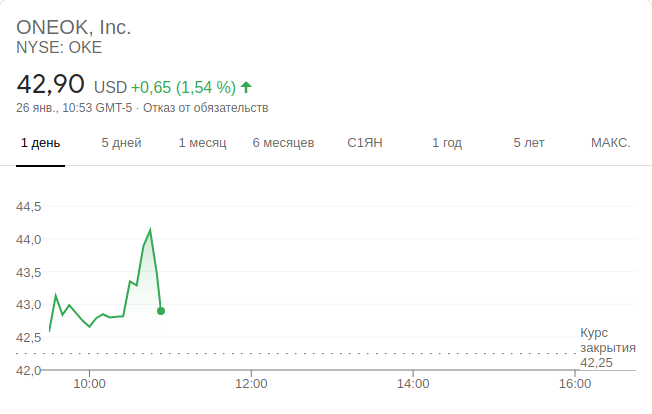 ONEOK, Inc.
NYSE: OKE
42,90 USD +0,65 (1,54 %)
26 янв., 10:53 GMT-5 · Отказ от обязательств
1 день 5 дней 1 месяц 6 месяцев С1ЯН 1 год 5 лет МАКС.
44,5
44,0
43,5
43,0
42,5
42,0
Курс
закрытия
42,25
10:00 12:00 14:00 16:00